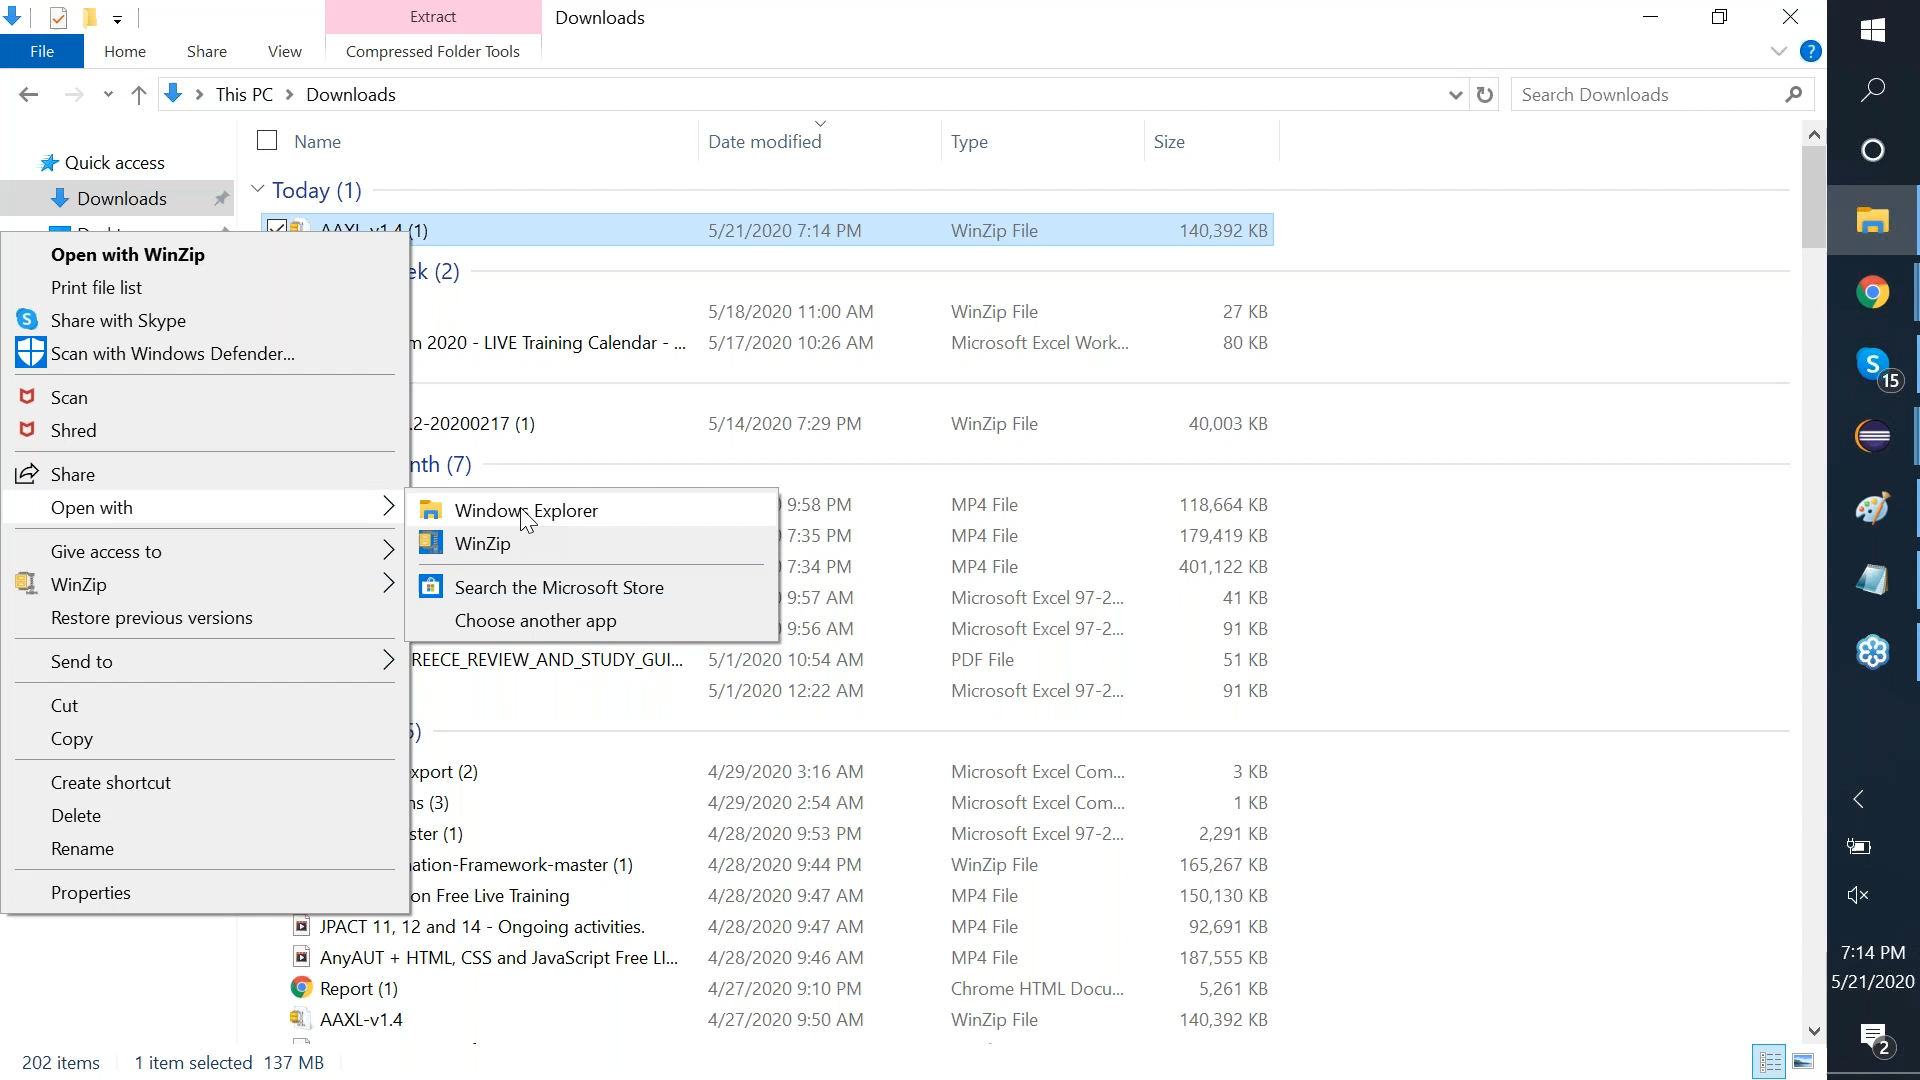 Extract
Downloads
File
Home
Share
View
Compressed Folder Tools
This PC
Downloads
Search Downloads
Name
Date modified
Type
Size
Quick access
Downloads
Today (1)
AAXL-v1.4 (1) 5/21/2020 7:14 PM WinZip File 140,392 KB
ek (2)
5/18/2020 11:00 AM WinZip File 27 KB
m 2020 - LIVE Training Calendar - ... 5/17/2020 10:26 AM Microsoft Excel Work... 80 KB
.2-20200217 (1) 5/14/2020 7:29 PM WinZip File 40,003 KB
nth (7)
9:58 PM MP4 File 118,664 KB
7:35 PM MP4 File 179,419 KB
7:34 PM MP4 File 401,122 KB
9:57 AM Microsoft Excel 97-2... 41 KB
9:56 AM Microsoft Excel 97-2... 91 KB
REECE_REVIEW_AND_STUDY_GUI... 5/1/2020 10:54 AM PDF File 51 KB
5/1/2020 12:22 AM Microsoft Excel 97-2... 91 KB
xport (2) 4/29/2020 3:16 AM Microsoft Excel Com... 3 KB
ns (3) 4/29/2020 2:54 AM Microsoft Excel Com... 1 KB
ster (1) 4/28/2020 9:53 PM Microsoft Excel 97-2... 2,291 KB
ation-Framework-master (1) 4/28/2020 9:44 PM WinZip File 165,267 KB
on Free Live Training 4/28/2020 9:47 AM MP4 File 150,130 KB
JPACT 11, 12 and 14 - Ongoing activities. 4/28/2020 9:47 AM MP4 File 92,691 KB
AnyAUT + HTML, CSS and JavaScript Free LI... 4/28/2020 9:46 AM MP4 File 187,555 KB
Report (1) 4/27/2020 9:10 PM Chrome HTML Docu... 5,261 KB
AAXL-v1.4 4/27/2020 9:50 AM WinZip File 140,392 KB
Open with WinZip
Print file list
Share with Skype
Scan with Windows Defender...
Scan
Shred
Share
Open with
Give access to
WinZip
Restore previous versions
Send to
Cut
Copy
Create shortcut
Delete
Rename
Properties
Windows Explorer
WinZip
Search the Microsoft Store
Choose another app
202 items
1 item selected 137 MB
15
7:14 PM
5/21/2020
2